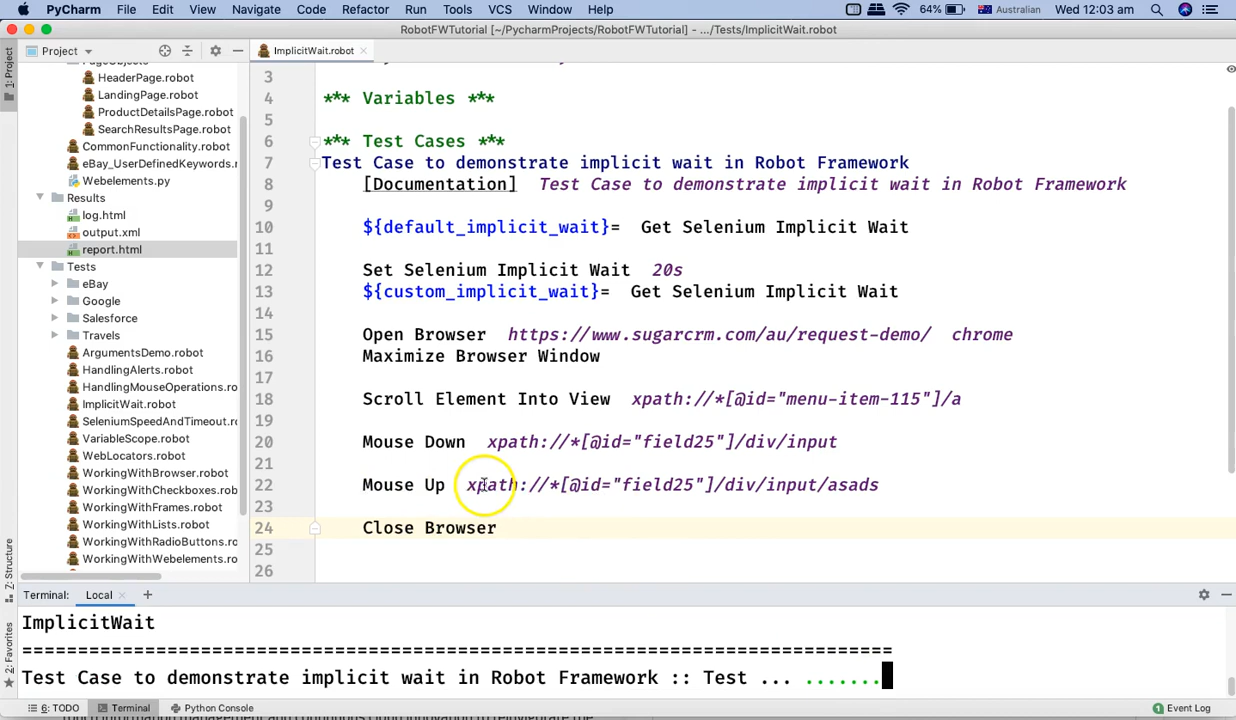 PyCharm File Edit View Navigate Code Refactor Run Tools VCS Window Help 64% Australian Wed 12:03 am
RobotFWTutorial [~/PycharmProjects/RobotFWTutorial] - .../Tests/ImplicitWait.robot
Project
ImplicitWait.robot
1: Project
PageObjects
HeaderPage.robot
LandingPage.robot
ProductDetailsPage.robot
SearchResultsPage.robot
CommonFunctionality.robot
eBay_UserDefinedKeywords.r
Webelements.py
Results
log.html
output.xml
report.html
Tests
eBay
Google
Salesforce
Travels
ArgumentsDemo.robot
HandlingAlerts.robot
HandlingMouseOperations.ro
ImplicitWait.robot
SeleniumSpeedAndTimeout.ro
VariableScope.robot
WebLocators.robot
WorkingWithBrowser.robot
WorkingWithCheckboxes.robot
WorkingWithFrames.robot
WorkingWithLists.robot
WorkingWithRadioButtons.robot
WorkingWithWebelements.ro
3
4 *** Variables ***
5
6 *** Test Cases ***
7 Test Case to demonstrate implicit wait in Robot Framework
8 [Documentation] Test Case to demonstrate implicit wait in Robot Framework
9
10 ${default_implicit_wait}= Get Selenium Implicit Wait
11
12 Set Selenium Implicit Wait 20s
13 ${custom_implicit_wait}= Get Selenium Implicit Wait
14
15 Open Browser https://www.sugarcrm.com/au/request-demo/ chrome
16 Maximize Browser Window
17
18 Scroll Element Into View xpath://*[@id="menu-item-115"]/a
19
20 Mouse Down xpath://*[@id="field25"]/div/input
21
22 Mouse Up xpath://*[@id="field25"]/div/input/asads
23
24 Close Browser
25
26
Z: Structure
2: Favorites
Terminal: Local +
ImplicitWait
==============================================================================
Test Case to demonstrate implicit wait in Robot Framework :: Test ... .......
6: TODO Terminal Python Console 1 Event Log